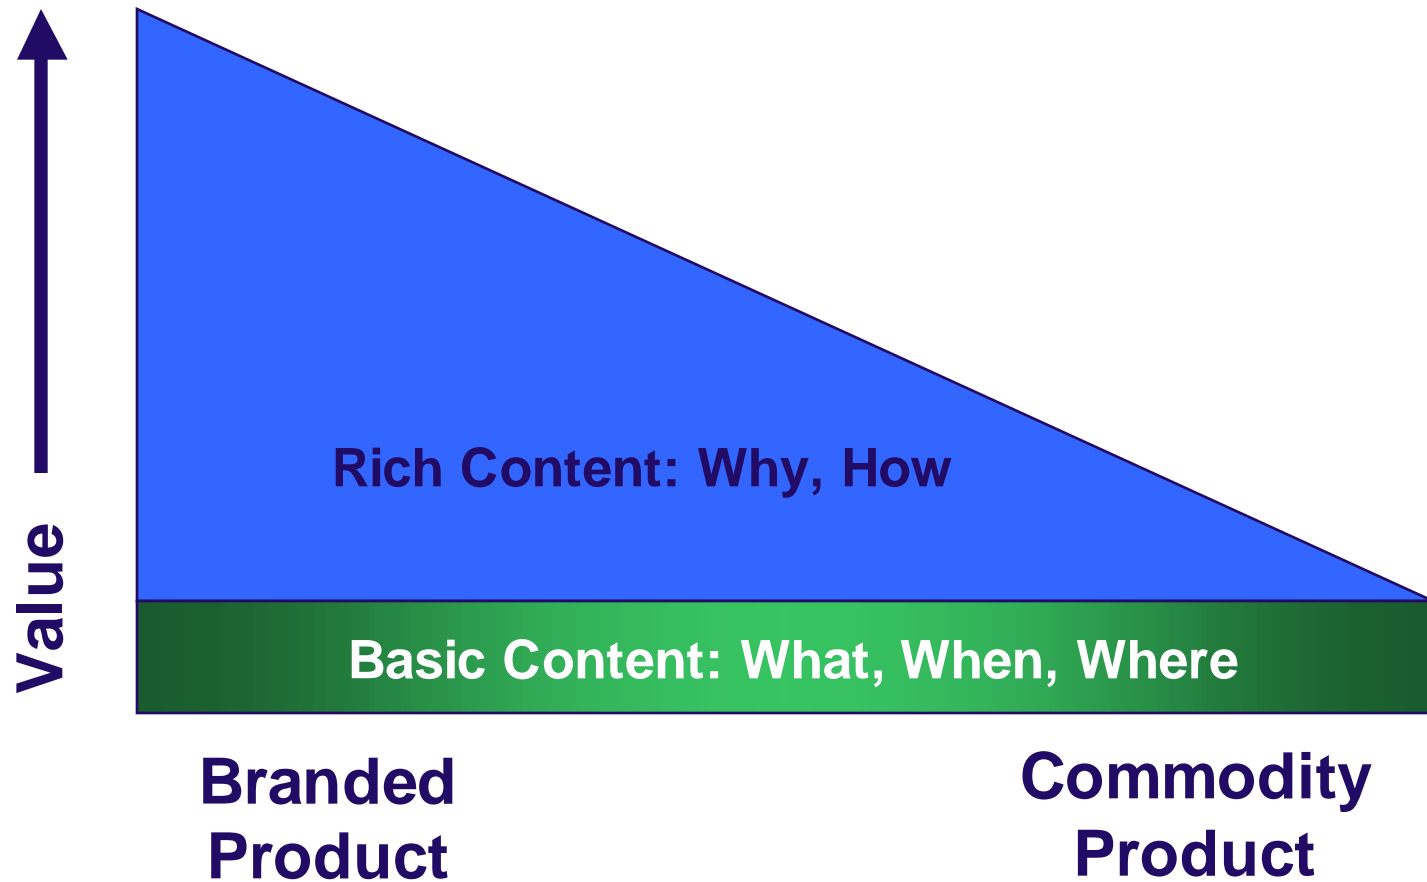 Value
Rich Content: Why, How
Basic Content: What, When, Where
Branded
Product
Commodity
Product